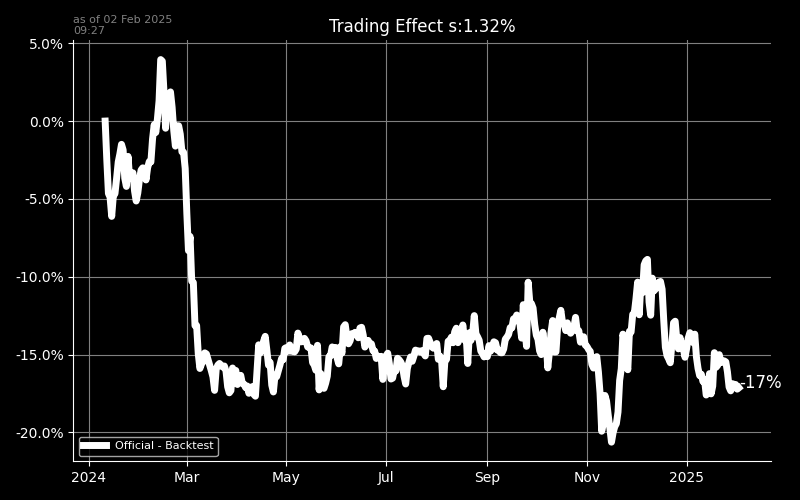 as of 02 Feb 2025
09:27
Trading Effect s:1.32%
5.0%
0.0%
-5.0%
-10.0%
-15.0%
-20.0%
-17%
Official - Backtest
2024
Mar
May
Jul
Sep
Nov
2025